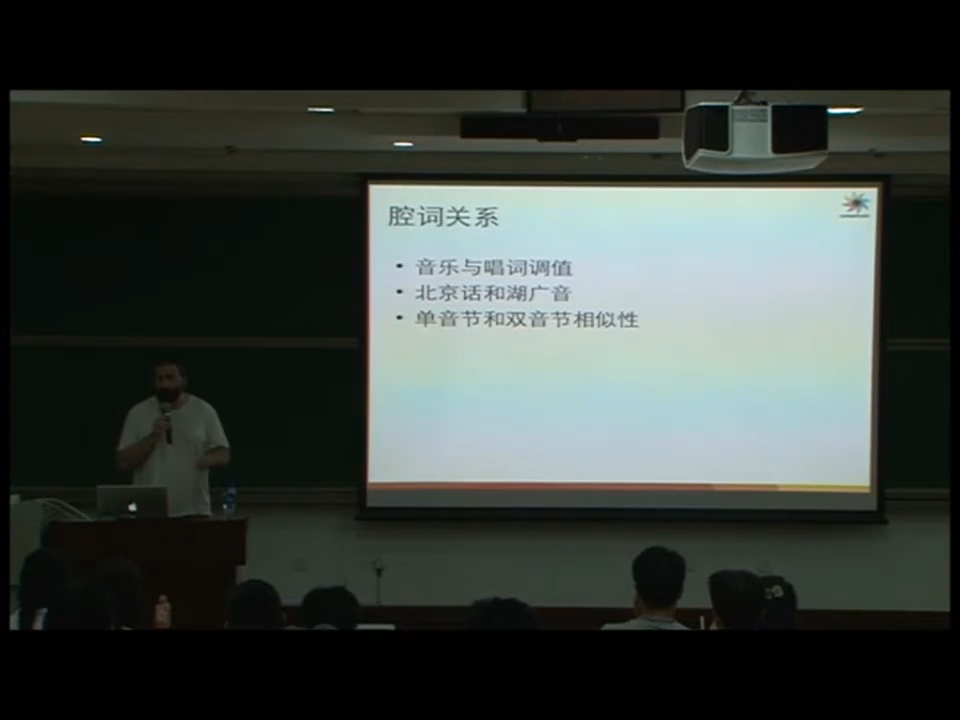 腔词关系
• 音乐与唱词调值
• 北京话和湖广音
• 单音节和双音节相似性